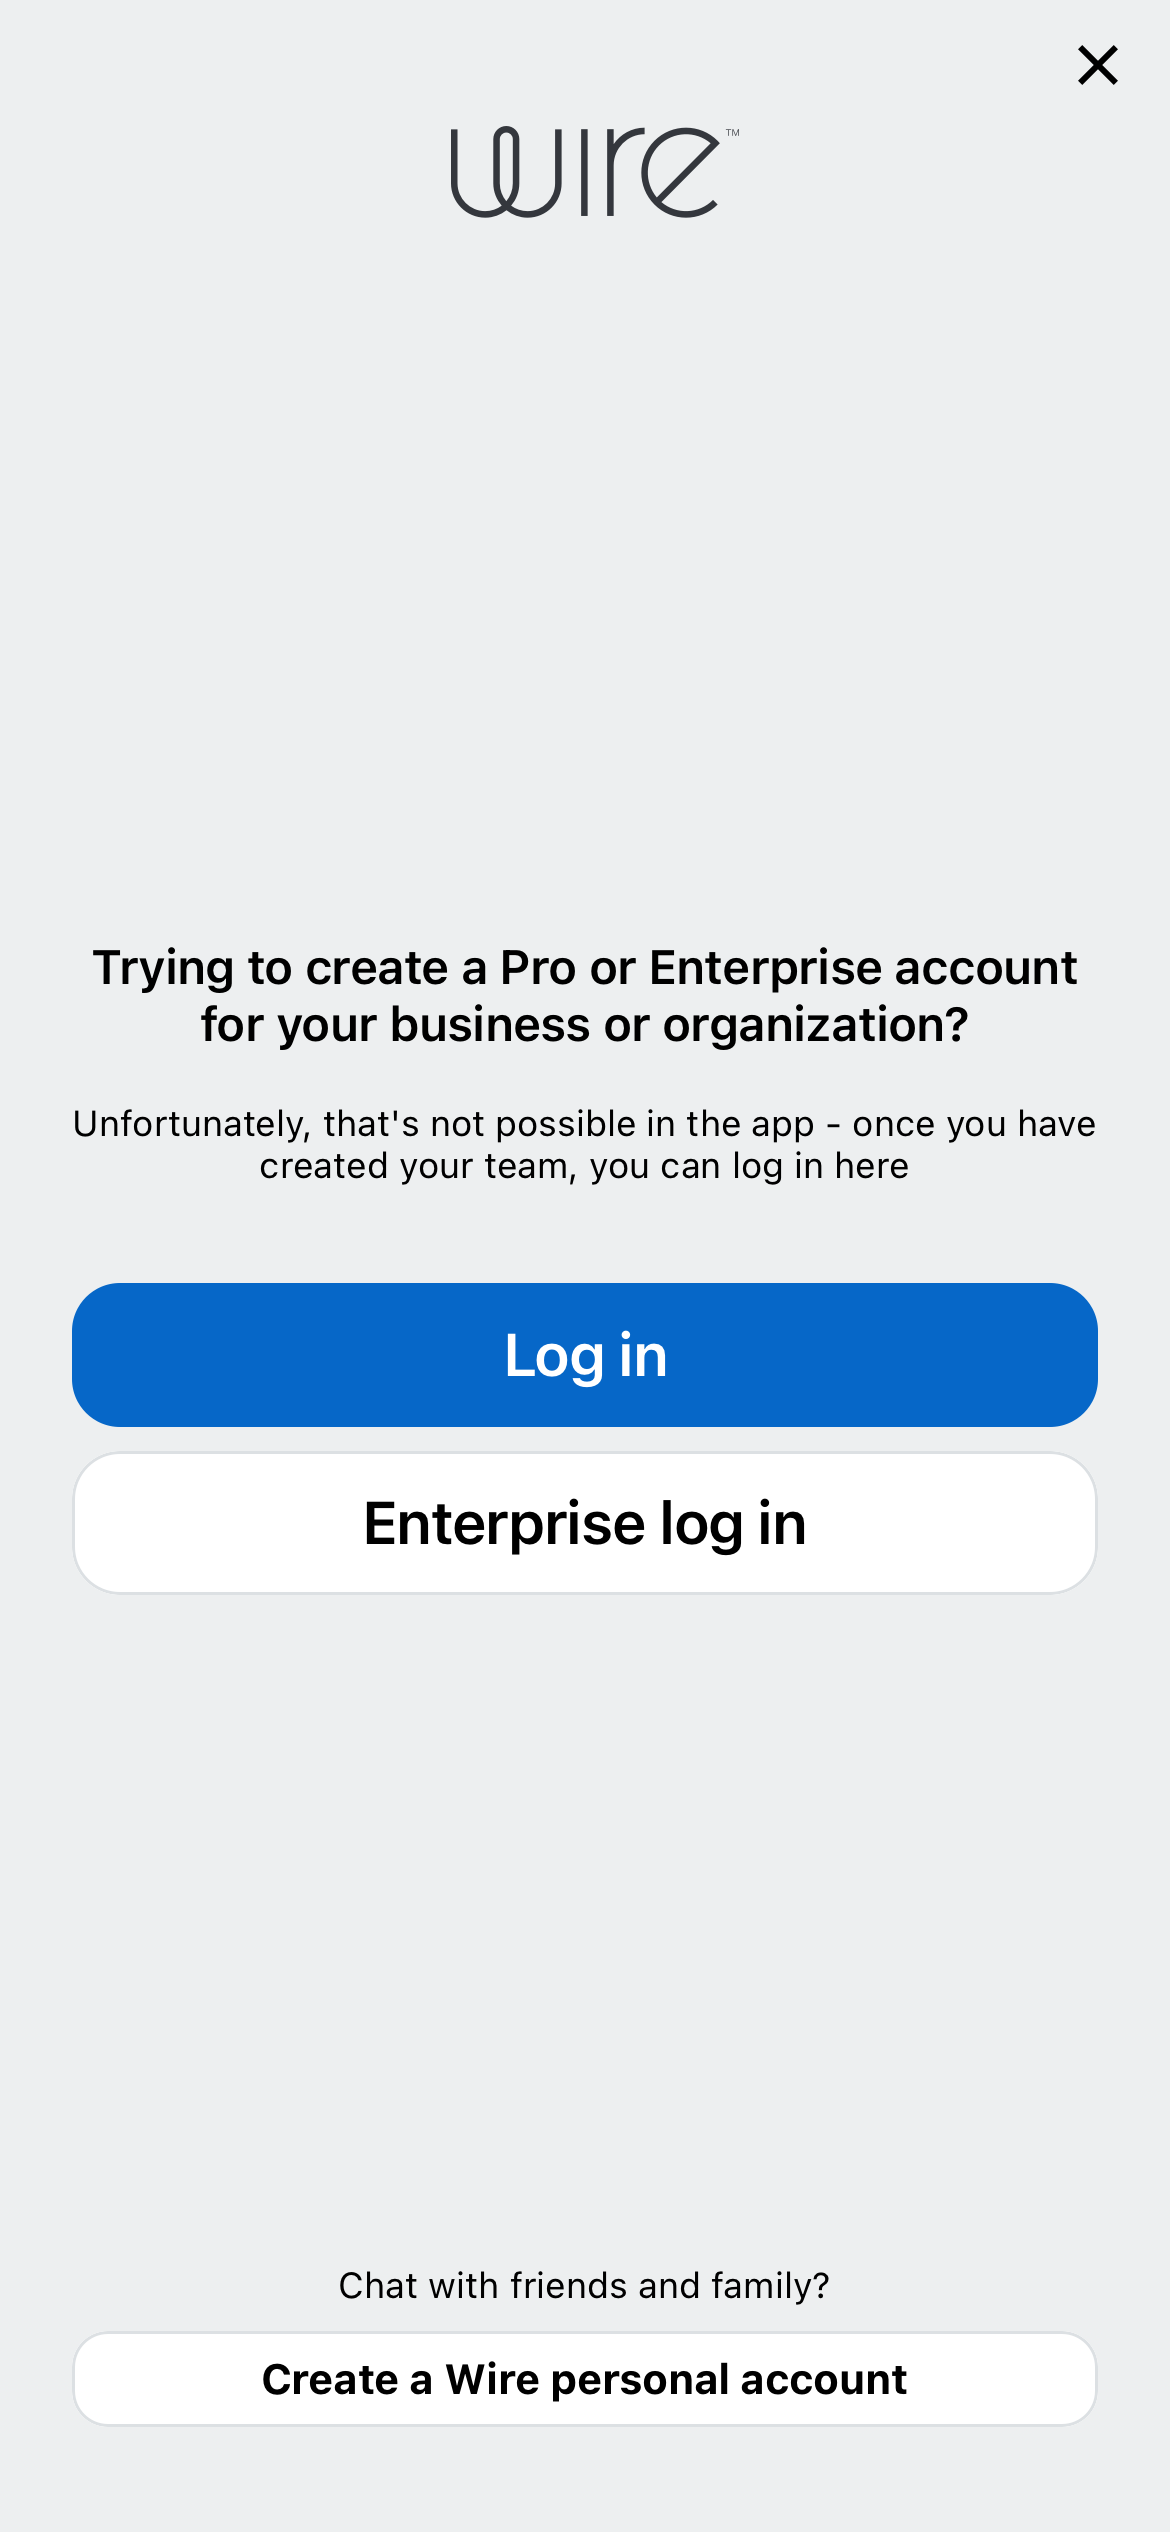 wire™
Trying to create a Pro or Enterprise account
for your business or organization?
Unfortunately, that's not possible in the app - once you have
created your team, you can log in here
Log in
Enterprise log in
Chat with friends and family?
Create a Wire personal account